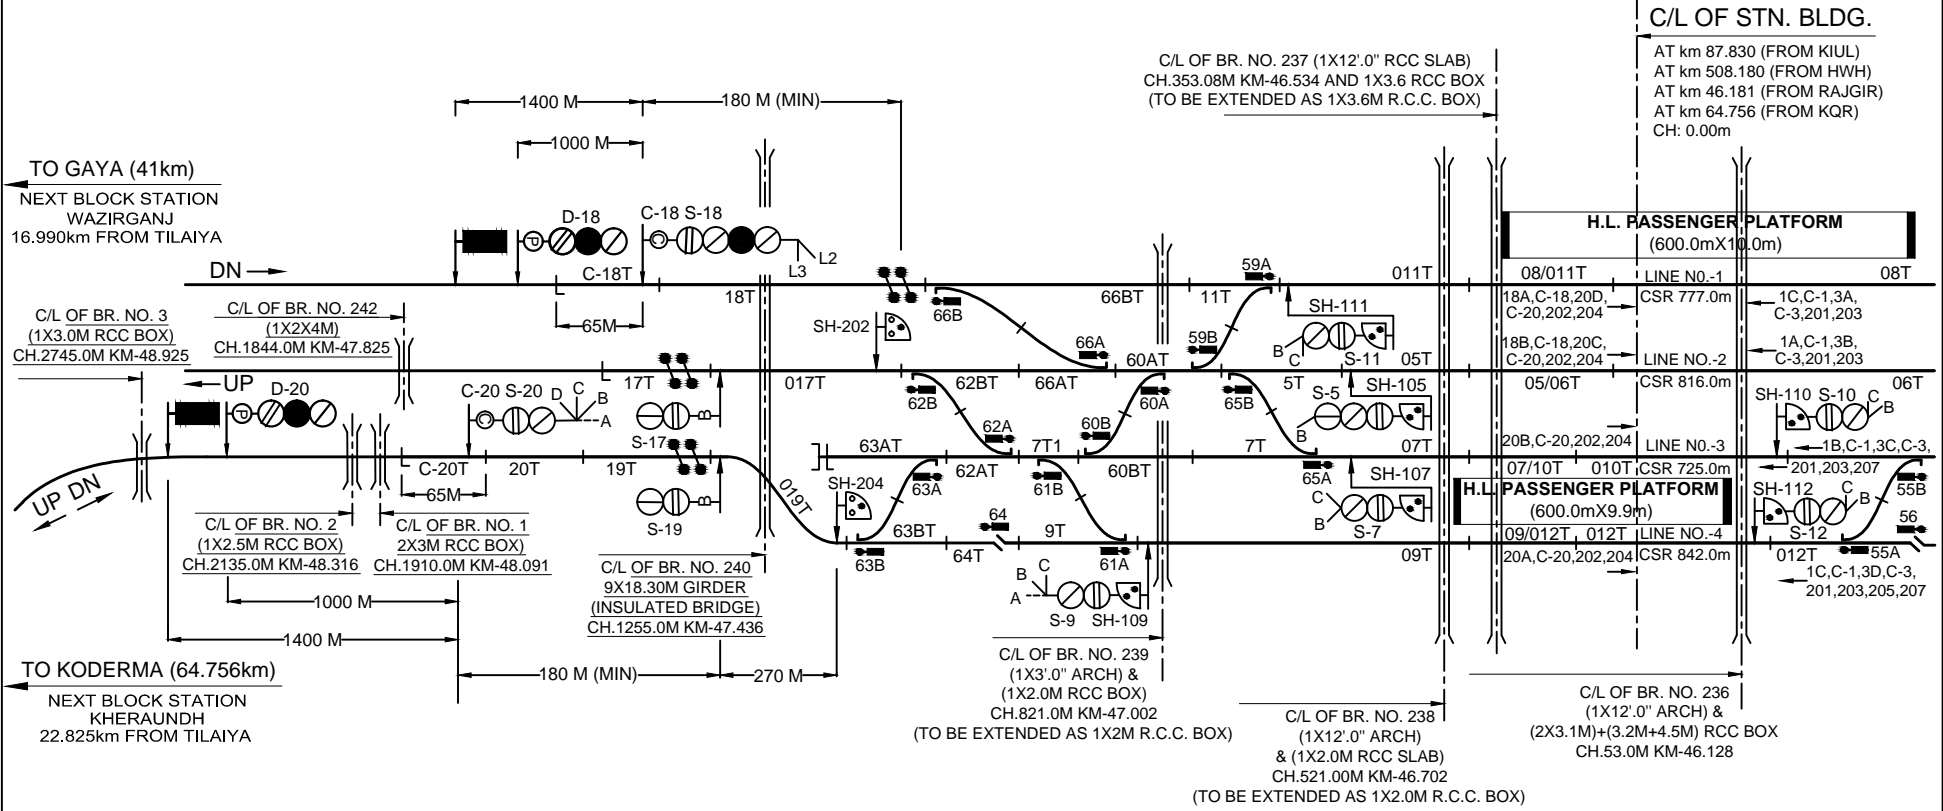 C/L OF STN. BLDG.
AT km 87.830 (FROM KIUL)
AT km 508.180 (FROM HWH)
AT km 46.181 (FROM RAJGIR)
AT km 64.756 (FROM KQR)
CH: 0.00m
C/L OF BR. NO. 237 (1X12'.0" RCC SLAB)
CH.353.08M KM-46.534 AND 1X3.6 RCC BOX
(TO BE EXTENDED AS 1X3.6M R.C.C. BOX)
1400 M
180 M (MIN)
1000 M
TO GAYA (41km)
NEXT BLOCK STATION
WAZIRGANJ
16.990km FROM TILAIYA
P
D-18
C-18 S-18
C
L2
L3
H.L. PASSENGER PLATFORM
(600.0mX10.0m)
DN
C-18T
18T
65M
66B
66BT
11T
59A
011T
08/011T
LINE N0.-1
08T
18A,C-18,20D,
C-20,202,204
CSR 777.0m
1C,C-1,3A,
C-3,201,203
C/L OF BR. NO. 3
(1X3.0M RCC BOX)
CH.2745.0M KM-48.925
C/L OF BR. NO. 242
(1X2X4M)
CH.1844.0M KM-47.825
SH-202
66A
59B
SH-111
B
C
S-11
60AT
05T
18B,C-18,20C,
C-20,202,204
LINE NO.-2
1A,C-1,3B,
C-3,201,203
UP
17T
017T
62BT
66AT
5T
05/06T
CSR 816.0m
06T
D-20
P
C-20 S-20
C
D
C
B
A
B
S-17
62B
60A
65B
SH-105
S-5
B
SH-110
S-10
C
B
62A
60B
20B,C-20,202,204
LINE N0.-3
1B,C-1,3C,C-3,
201,203,207
63AT
7T1
7T
07T
C-20T
20T
19T
62AT
60BT
07/10T
010T
CSR 725.0m
65M
UP DN
019T
B
S-19
SH-204
63A
61B
65A
SH-107
C
B
S-7
H.L. PASSENGER PLATFORM
(600.0mX9.9m)
SH-112
S-12
C
B
55B
56
C/L OF BR. NO. 2
(1X2.5M RCC BOX)
CH.2135.0M KM-48.316
C/L OF BR. NO. 1
2X3M RCC BOX)
CH.1910.0M KM-48.091
63BT
64
9T
09/012T
012T
LINE NO.-4
63B
64T
61A
09T
20A,C-20,202,204
CSR 842.0m
012T
55A
1C,C-1,3D,C-3,
201,203,205,207
C/L OF BR. NO. 240
9X18.30M GIRDER
(INSULATED BRIDGE)
CH.1255.0M KM-47.436
B
C
A
S-9
SH-109
1000 M
1400 M
180 M (MIN)
270 M
TO KODERMA (64.756km)
NEXT BLOCK STATION
KHERAUNDH
22.825km FROM TILAIYA
C/L OF BR. NO. 239
(1X3'.0" ARCH) &
(1X2.0M RCC BOX)
CH.821.0M KM-47.002
(TO BE EXTENDED AS 1X2M R.C.C. BOX)
C/L OF BR. NO. 238
(1X12'.0" ARCH)
& (1X2.0M RCC SLAB)
CH.521.00M KM-46.702
(TO BE EXTENDED AS 1X2.0M R.C.C. BOX)
C/L OF BR. NO. 236
(1X12'.0" ARCH) &
(2X3.1M)+(3.2M+4.5M) RCC BOX
CH.53.0M KM-46.128